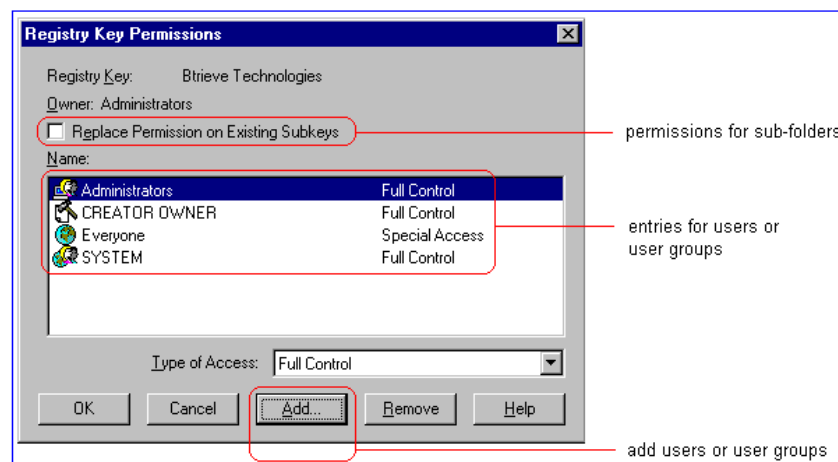 Registry Key Permissions
Registry Key: Btrieve Technologies
Owner: Administrators
Replace Permission on Existing Subkeys
permissions for sub-folders
Name:
Administrators Full Control
CREATOR OWNER Full Control
Everyone Special Access
SYSTEM Full Control
entries for users or
user groups
Type of Access: Full Control
OK Cancel Add... Remove Help
add users or user groups